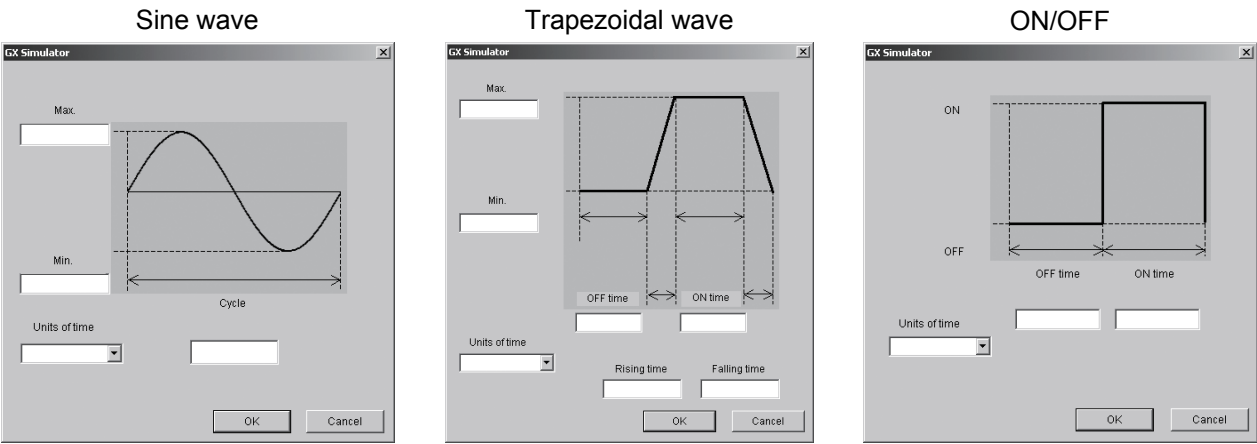 Sine wave
Trapezoidal wave
ON/OFF
GX Simulator
Max.
Min.
Cycle
Units of time
OK
Cancel
GX Simulator
Max.
Min.
OFF time
ON time
Units of time
Rising time
Falling time
OK
Cancel
GX Simulator
ON
OFF
OFF time
ON time
Units of time
OK
Cancel